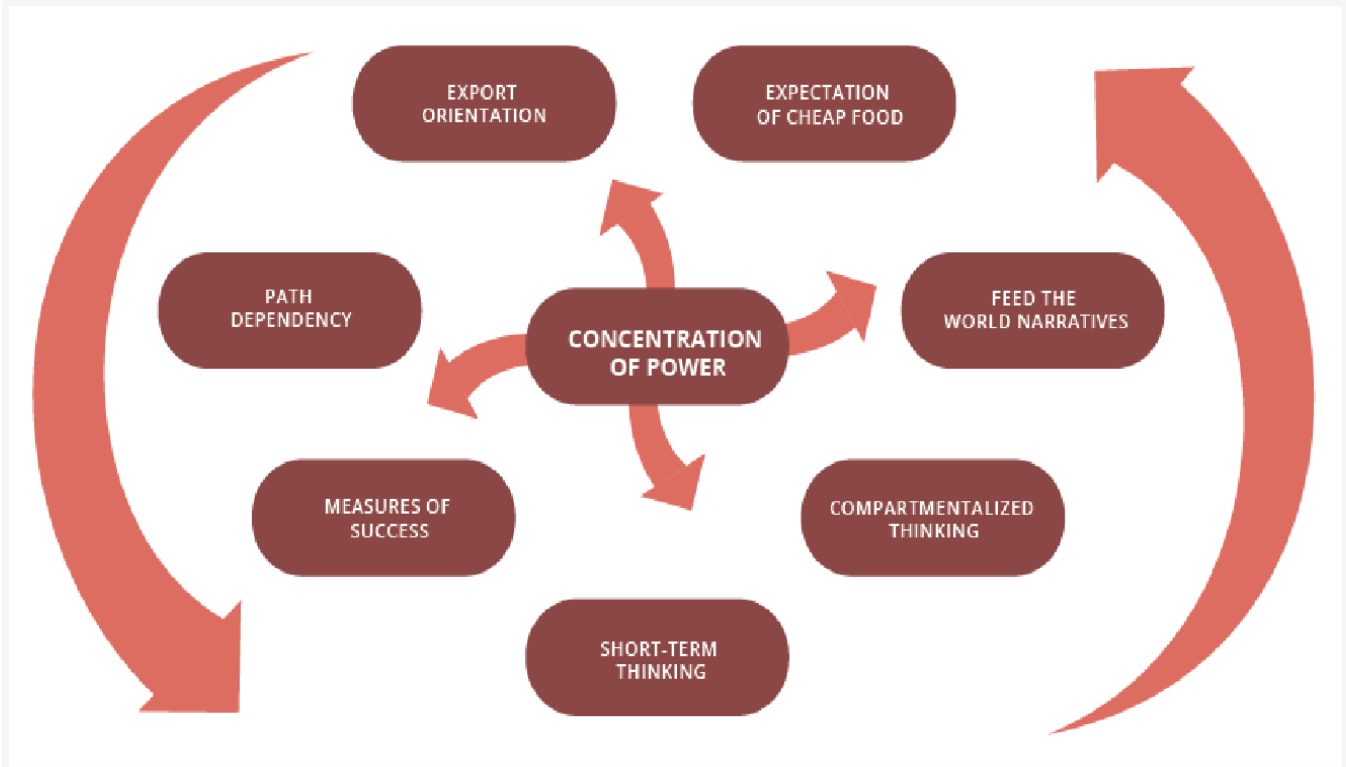 EXPORT
ORIENTATION
EXPECTATION
OF CHEAP FOOD
PATH
DEPENDENCY
CONCENTRATION
OF POWER
FEED THE
WORLD NARRATIVES
MEASURES OF
SUCCESS
COMPARTMENTALIZED
THINKING
SHORT-TERM
THINKING